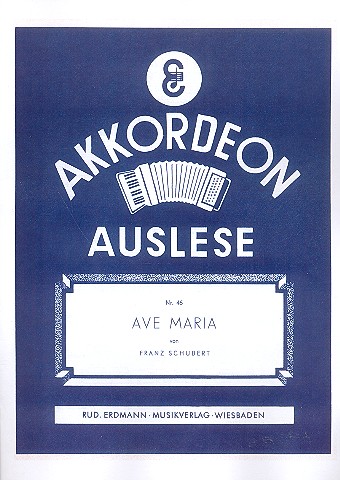 AKKORDEON
AUSLESE
Nr. 46
AVE MARIA
von
FRANZ SCHUBERT
RUD. ERDMANN · MUSIKVERLAG · WIESBADEN